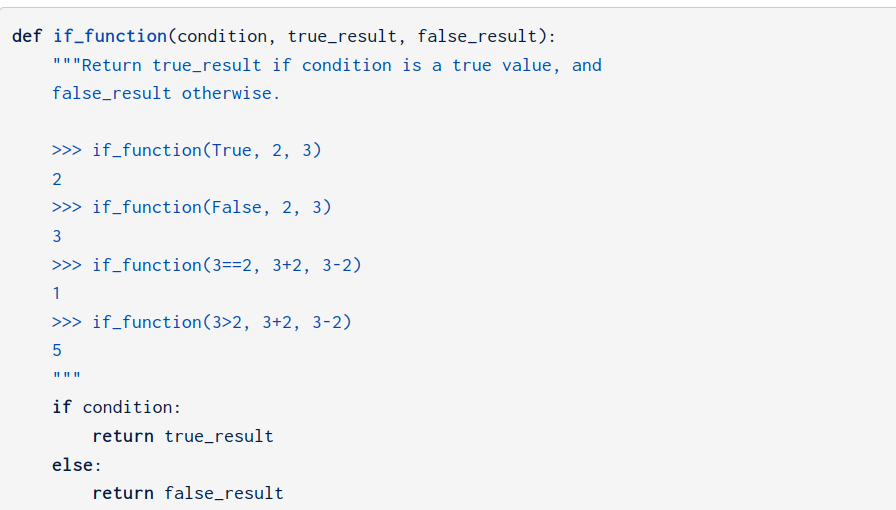 def if_function(condition, true_result, false_result):
    """Return true_result if condition is a true value, and
    false_result otherwise.

    >>> if_function(True, 2, 3)
    2
    >>> if_function(False, 2, 3)
    3
    >>> if_function(3==2, 3+2, 3-2)
    1
    >>> if_function(3>2, 3+2, 3-2)
    5
    """
    if condition:
        return true_result
    else:
        return false_result